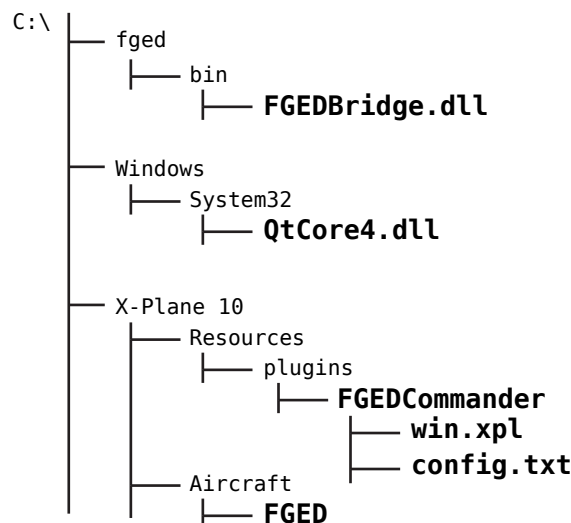 C:\
fged
bin
FGEDBridge.dll
Windows
System32
QtCore4.dll
X-Plane 10
Resources
plugins
FGEDCommander
win.xpl
config.txt
Aircraft
FGED